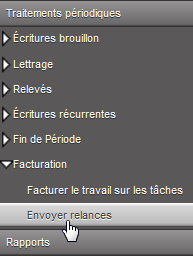 Traitements périodiques
Écritures brouillon
Lettrage
Relevés
Écritures récurrentes
Fin de Période
Facturation
Facturer le travail sur les tâches
Envoyer relances
Rapports